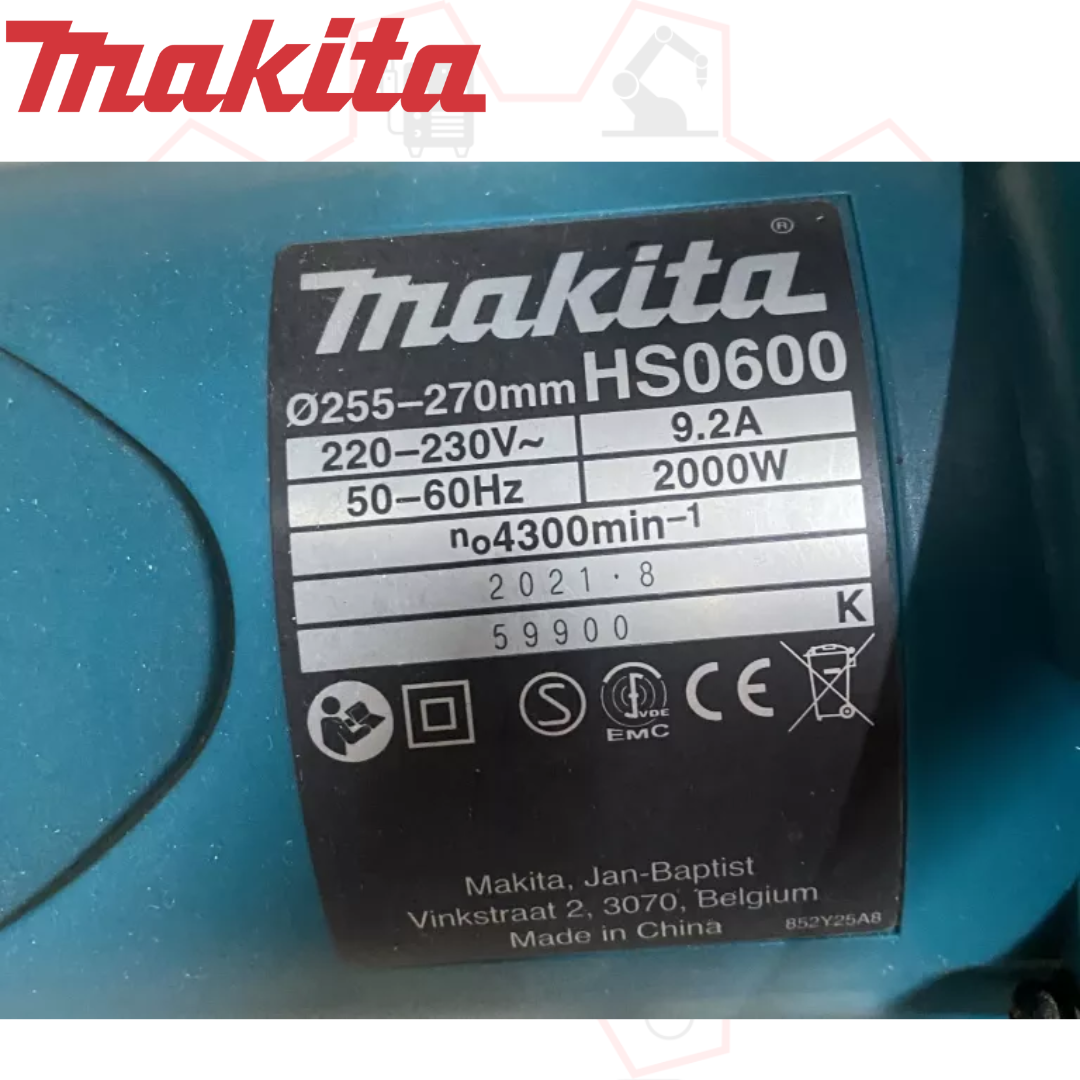 makita
makita®
Ø255–270mm HS0600
220–230V~ 9.2A
50–60Hz 2000W
no4300min–1
2021.8
59900 K
S VDE CE
EMC
Makita, Jan-Baptist
Vinkstraat 2, 3070, Belgium
Made in China 852Y25A8